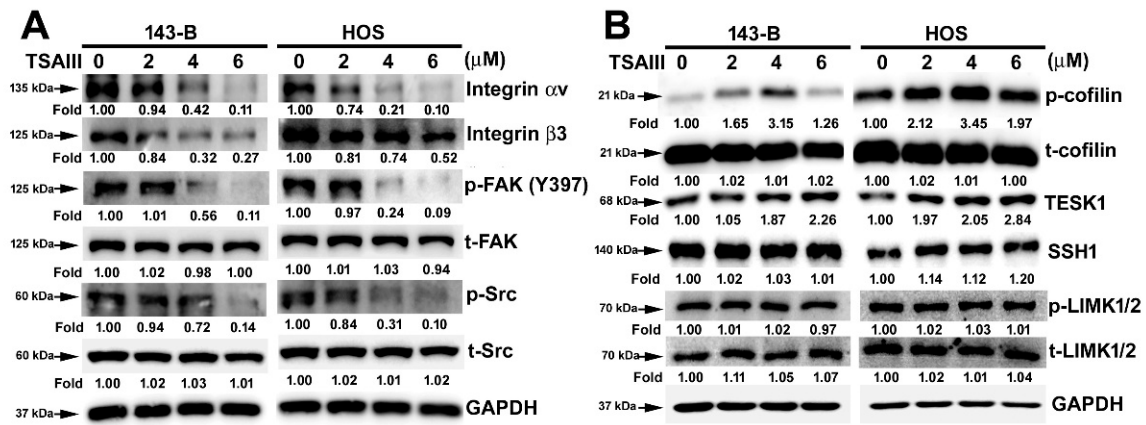 A
143-B HOS
TSAIII 0 2 4 6 0 2 4 6 (μM)
135 kDa Integrin αv
Fold 1.00 0.94 0.42 0.11 1.00 0.74 0.21 0.10
125 kDa Integrin β3
Fold 1.00 0.84 0.32 0.27 1.00 0.81 0.74 0.52
125 kDa p-FAK (Y397)
Fold 1.00 1.01 0.56 0.11 1.00 0.97 0.24 0.09
125 kDa t-FAK
Fold 1.00 1.02 0.98 1.00 1.00 1.01 1.03 0.94
60 kDa p-Src
Fold 1.00 0.94 0.72 0.14 1.00 0.84 0.31 0.10
60 kDa t-Src
Fold 1.00 1.02 1.03 1.01 1.00 1.02 1.01 1.02
37 kDa GAPDH
B
143-B HOS
TSAIII 0 2 4 6 0 2 4 6 (μM)
21 kDa p-cofilin
Fold 1.00 1.65 3.15 1.26 1.00 2.12 3.45 1.97
21 kDa t-cofilin
Fold 1.00 1.02 1.01 1.02 1.00 1.02 1.01 1.00
68 kDa TESK1
Fold 1.00 1.05 1.87 2.26 1.00 1.97 2.05 2.84
140 kDa SSH1
Fold 1.00 1.02 1.03 1.01 1.00 1.14 1.12 1.20
70 kDa p-LIMK1/2
Fold 1.00 1.01 1.02 0.97 1.00 1.02 1.03 1.01
70 kDa t-LIMK1/2
Fold 1.00 1.11 1.05 1.07 1.00 1.02 1.01 1.04
37 kDa GAPDH